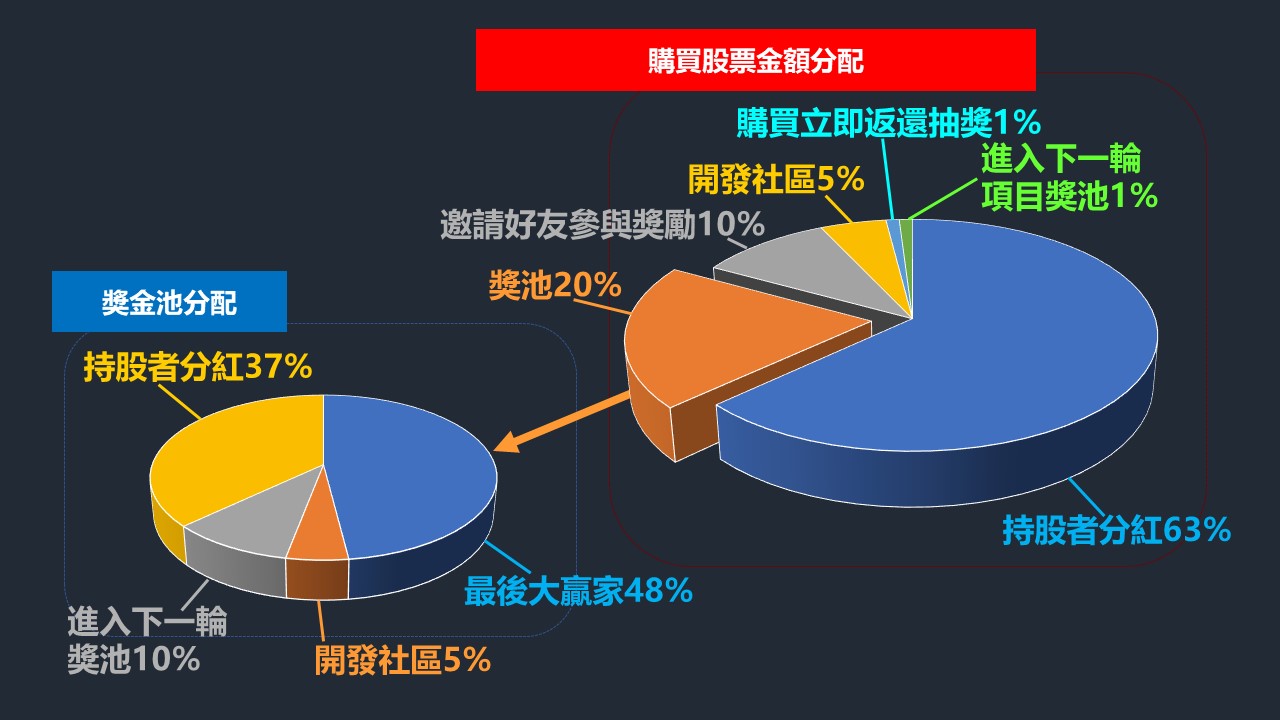 購買股票金額分配
購買立即返還抽獎1%
進入下一輪
項目獎池1%
開發社區5%
邀請好友參與獎勵10%
獎池20%
持股者分紅63%
獎金池分配
持股者分紅37%
最後大贏家48%
進入下一輪
獎池10%
開發社區5%